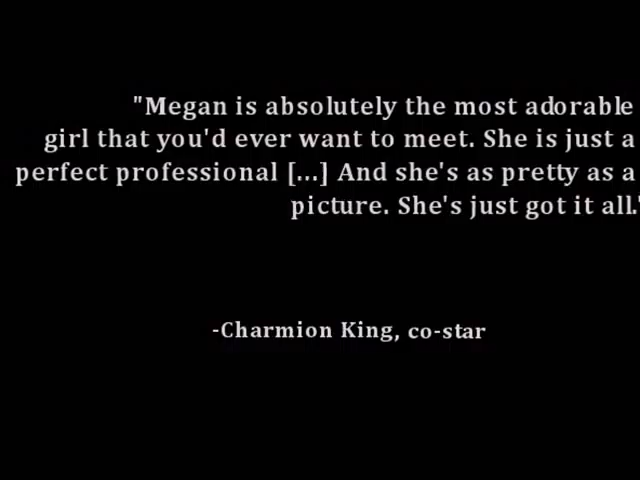 "Megan is absolutely the most adorable
girl that you'd ever want to meet. She is just a
perfect professional [...] And she's as pretty as a
picture. She's just got it all."
-Charmion King, co-star